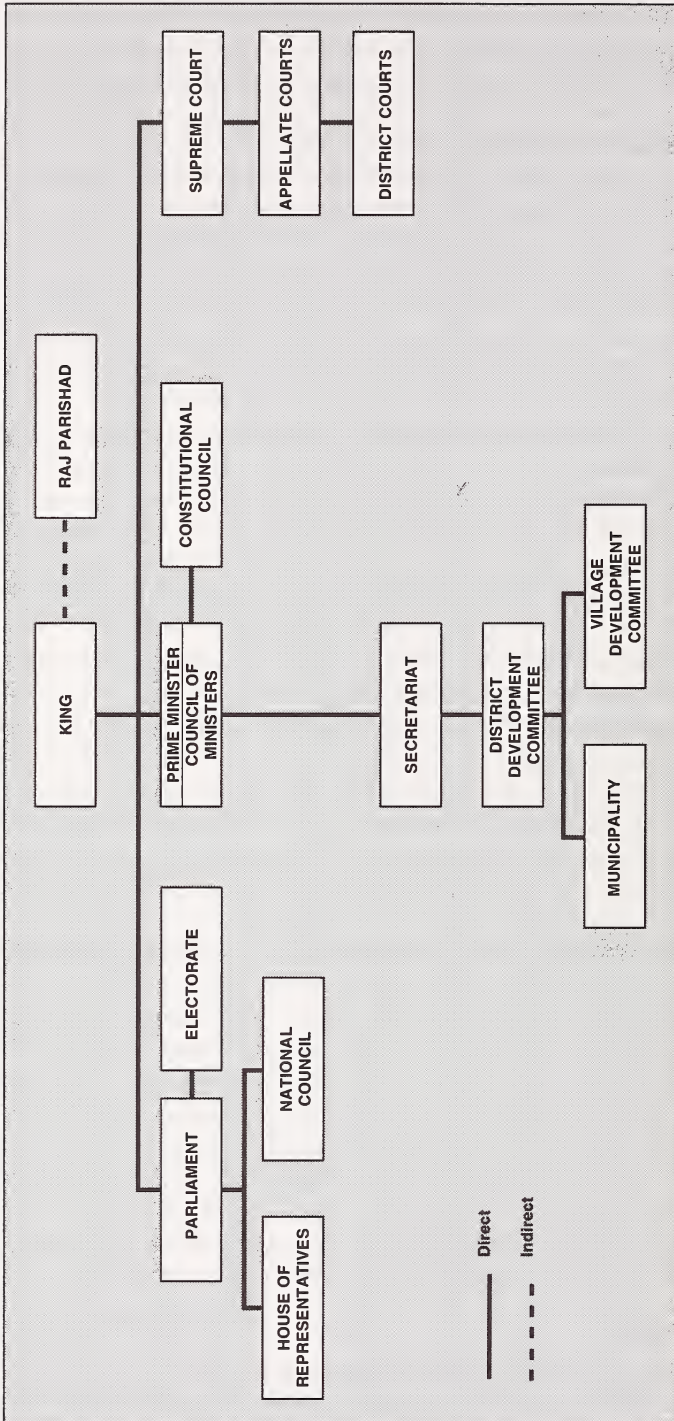 KING
RAJ PARISHAD
PARLIAMENT
ELECTORATE
PRIME MINISTER
COUNCIL OF
MINISTERS
CONSTITUTIONAL
COUNCIL
SUPREME COURT
HOUSE OF
REPRESENTATIVES
NATIONAL
COUNCIL
APPELLATE COURTS
DISTRICT COURTS
SECRETARIAT
DISTRICT
DEVELOPMENT
COMMITTEE
MUNICIPALITY
VILLAGE
DEVELOPMENT
COMMITTEE
Direct
Indirect